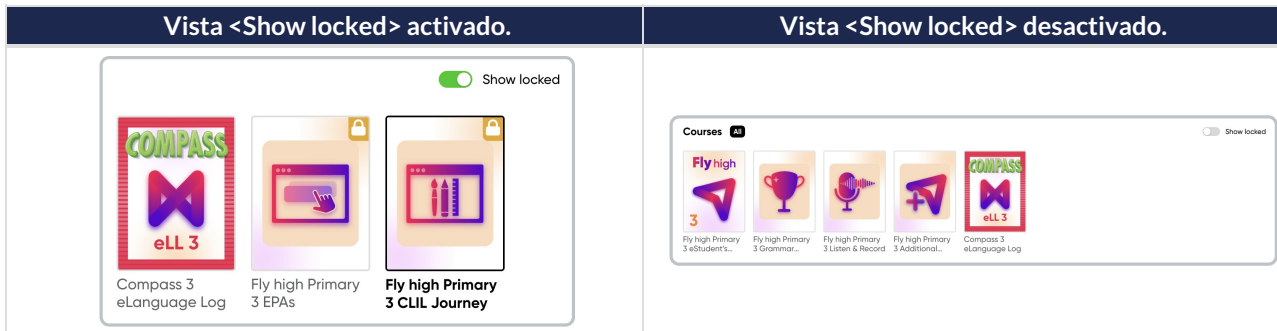 Vista <Show locked> activado.
Vista <Show locked> desactivado.
Show locked
COMPASS
eLL 3
Compass 3
eLanguage Log
Fly high Primary
3 EPAs
Fly high Primary
3 CLIL Journey
Courses All
Show locked
Fly high
3
COMPASS
eLL 3
Fly high Primary
3 eStudent's...
Fly high Primary
3 Grammar...
Fly high Primary
3 Listen & Record
Fly high Primary
3 Additional...
Compass 3
eLanguage Log